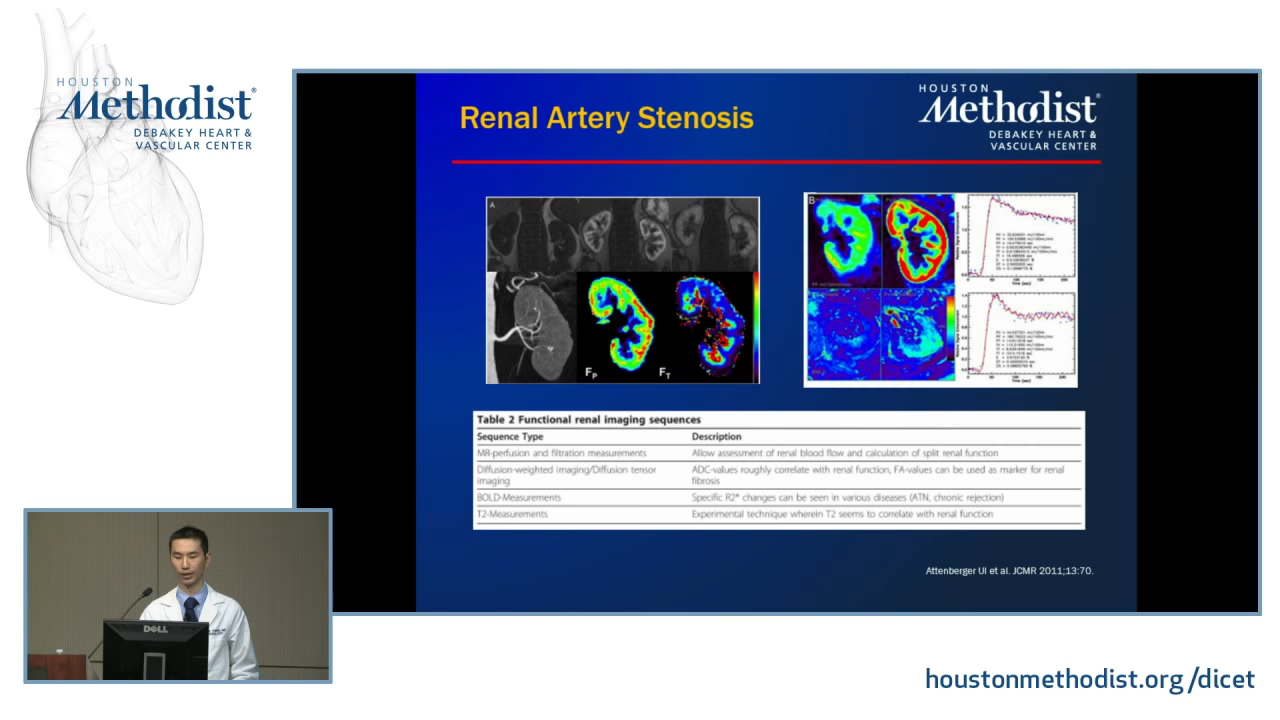 HOUSTON
Methodist®
DEBAKEY HEART &
VASCULAR CENTER
Renal Artery Stenosis
HOUSTON
Methodist®
DEBAKEY HEART &
VASCULAR CENTER
A
FP
FT
B
Time (sec)
Time (sec)
Table 2 Functional renal imaging sequences
Sequence Type Description
MR-perfusion and filtration measurements Allow assessment of renal blood flow and calculation of split renal function
Diffusion-weighted imaging/Diffusion tensor ADC-values roughly correlate with renal function, FA-values can be used as marker for renal
imaging fibrosis
BOLD-Measurements Specific R2* changes can be seen in various diseases (ATN, chronic rejection)
T2-Measurements Experimental technique wherein T2 seems to correlate with renal function
Attenberger UI et al. JCMR 2011;13:70.
DELL
houstonmethodist.org/dicet